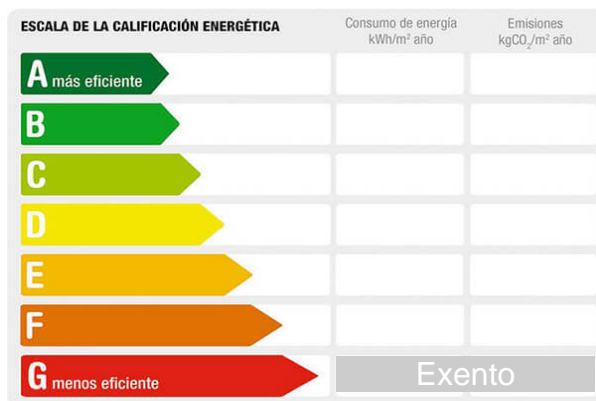 ESCALA DE LA CALIFICACIÓN ENERGÉTICA
Consumo de energía
kWh/m² año
Emisiones
kgCO₂/m² año
A más eficiente
B
C
D
E
F
G menos eficiente
Exento